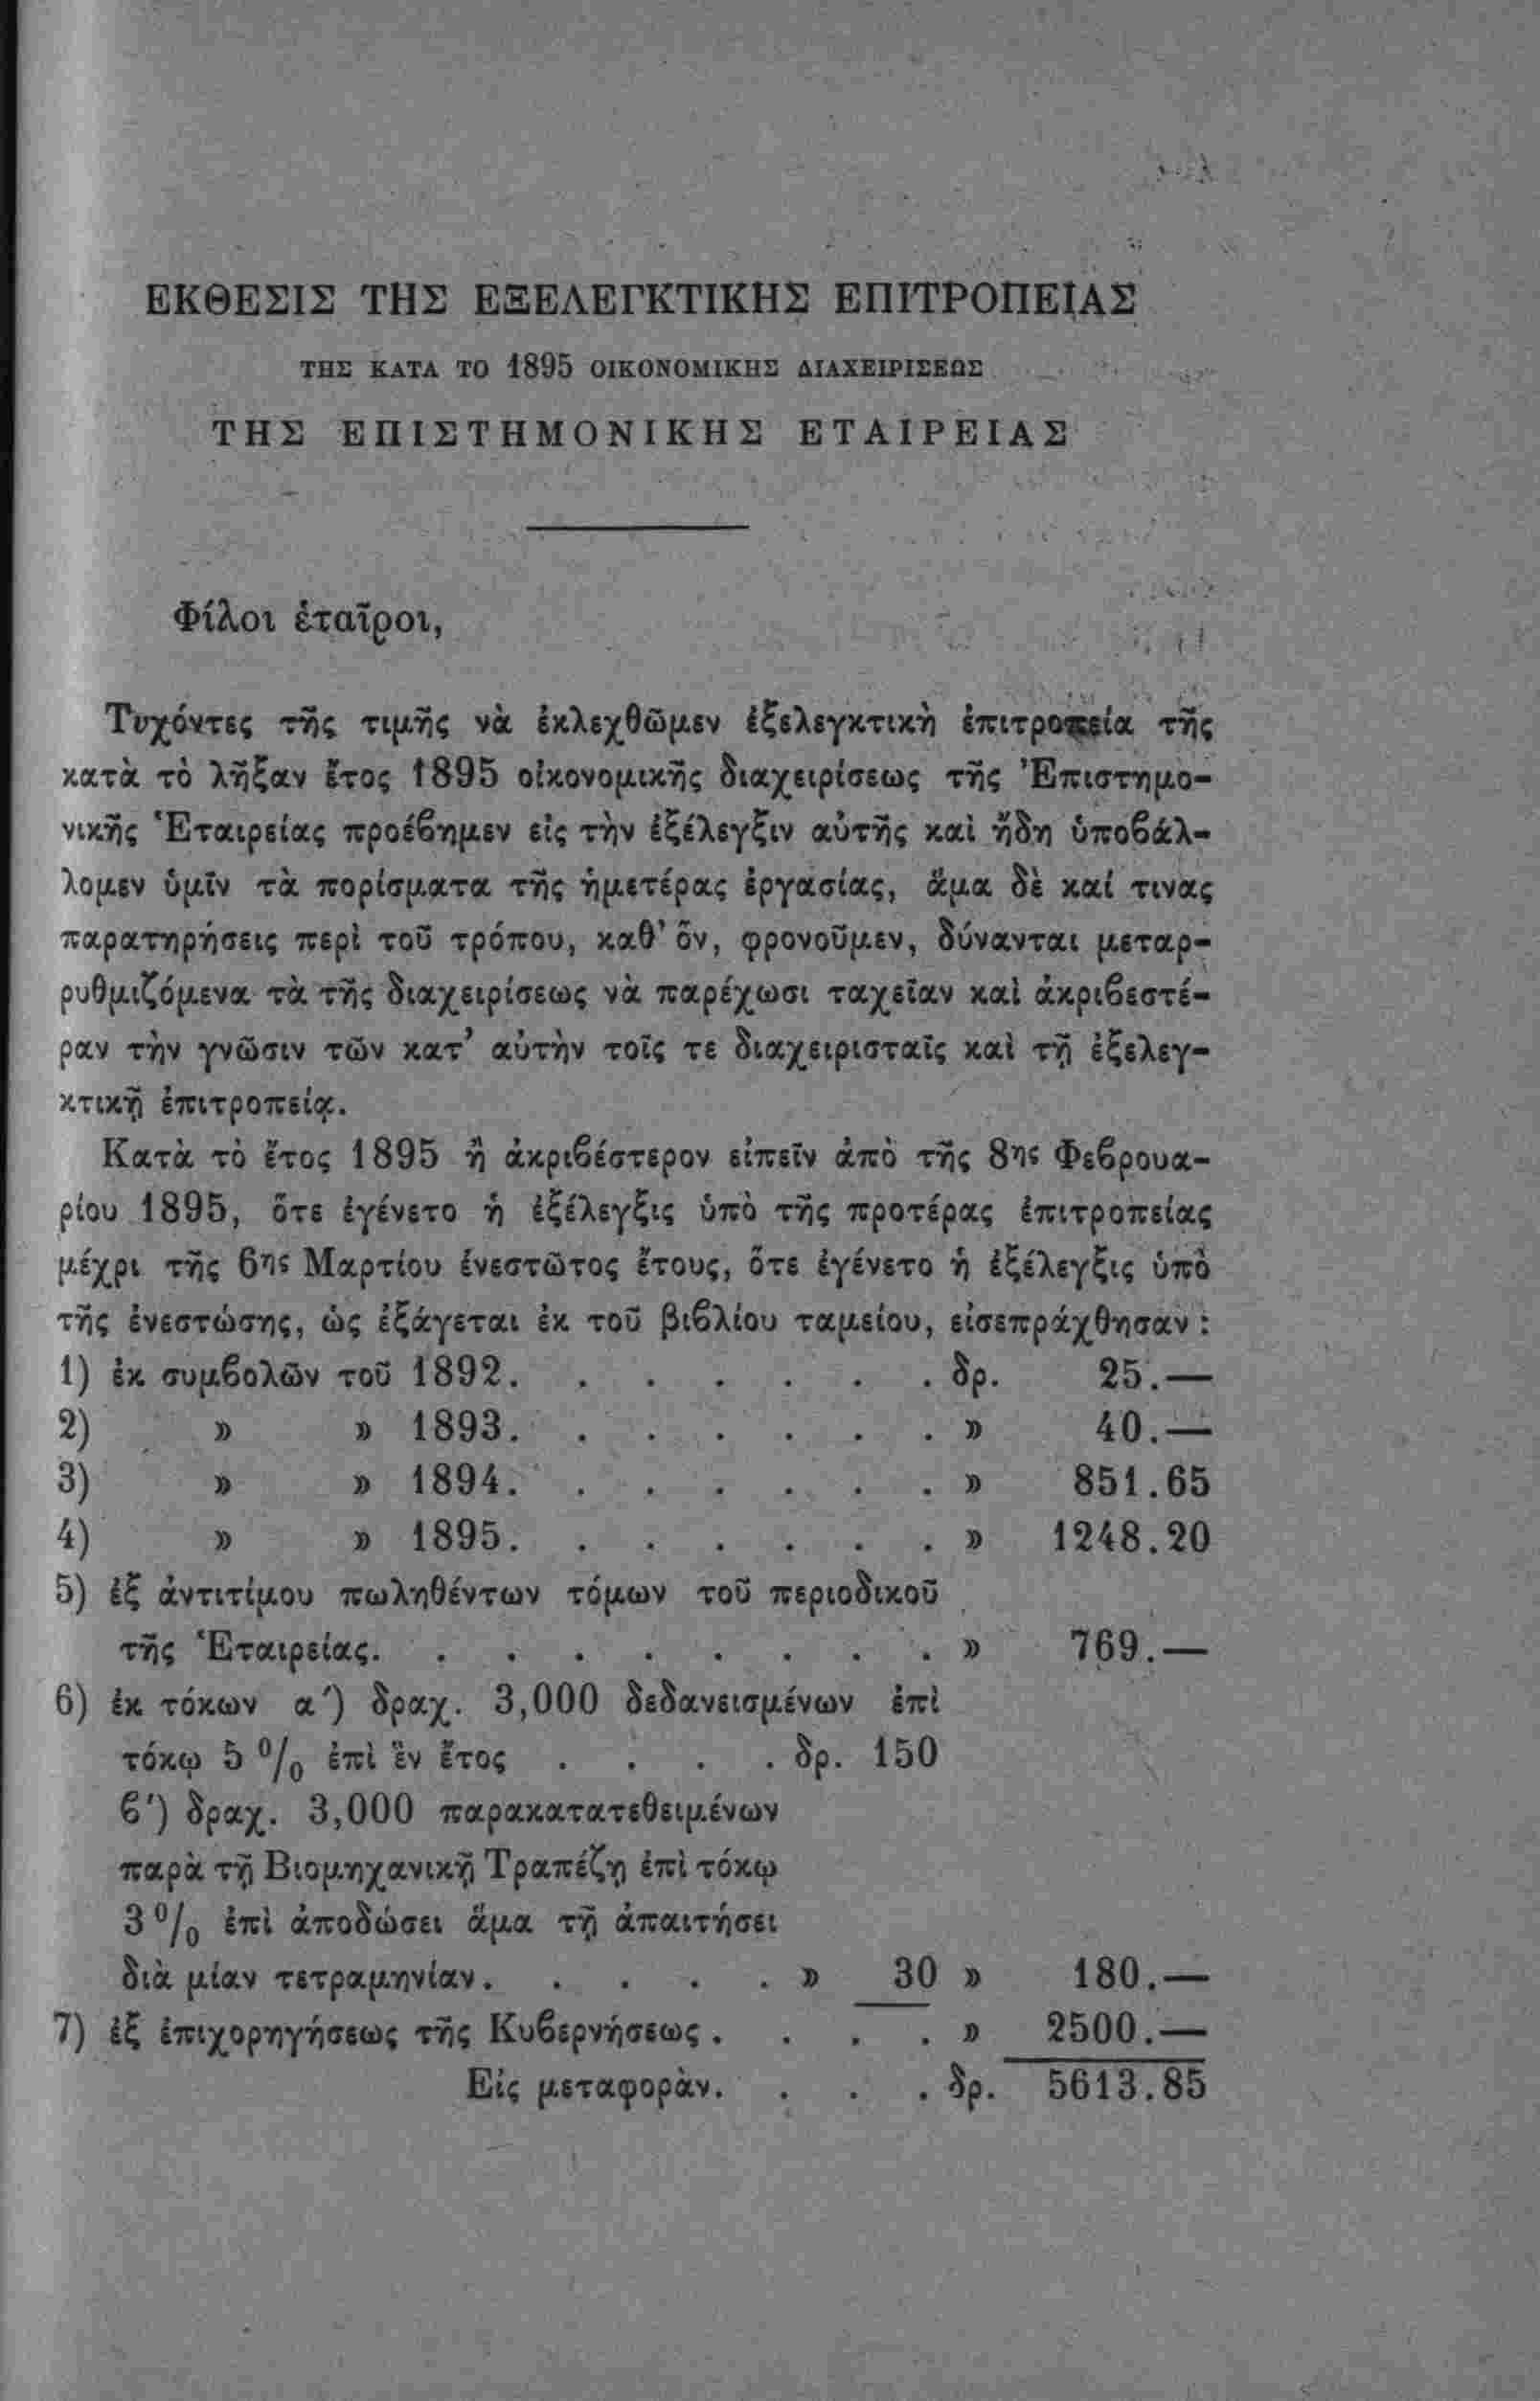 ΕΚΘΕΣΙΣ ΤΗΣ ΕΞΕΛΕΓΚΤΙΚΗΣ ΕΠΙΤΡΟΠΕΙΑΣ
ΤΗΣ ΚΑΤΑ ΤΟ 1895 ΟΙΚΟΝΟΜΙΚΗΣ ΔΙΑΧΕΙΡΙΣΕΩΣ
ΤΗΣ ΕΠΙΣΤΗΜΟΝΙΚΗΣ ΕΤΑΙΡΕΙΑΣ
Φίλοι ἑταῖροι,
Τυχόντες τῆς τιμῆς νὰ ἐκλεχθῶμεν ἐξελεγκτικὴ ἐπιτροπεία τῆς
κατὰ τὸ λῆξαν ἔτος 1895 οἰκονομικῆς διαχειρίσεως τῆς Ἐπιστημο-
νικῆς Ἑταιρείας προέϐημεν εἰς τὴν ἐξέλεγξιν αὐτῆς καὶ ἤδη ὑποϐάλ-
λομεν ὑμῖν τὰ πορίσματα τῆς ἡμετέρας ἐργασίας, ἅμα δὲ καί τινας
παρατηρήσεις περὶ τοῦ τρόπου, καθ' ὅν, φρονοῦμεν, δύνανται μεταρ-
ρυθμιζόμενα τὰ τῆς διαχειρίσεως νὰ παρέχωσι ταχεῖαν καὶ ἀκριϐεστέ-
ραν τὴν γνῶσιν τῶν κατ' αὐτὴν τοῖς τε διαχειρισταῖς καὶ τῇ ἐξελεγ-
κτικῇ ἐπιτροπείᾳ.
Κατὰ τὸ ἔτος 1895 ἢ ἀκριϐέστερον εἰπεῖν ἀπὸ τῆς 8ης Φεϐρουα-
ρίου 1895, ὅτε ἐγένετο ἡ ἐξέλεγξις ὑπὸ τῆς προτέρας ἐπιτροπείας
μέχρι τῆς 6ης Μαρτίου ἐνεστῶτος ἔτους, ὅτε ἐγένετο ἡ ἐξέλεγξις ὑπὸ
τῆς ἐνεστώσης, ὡς ἐξάγεται ἐκ τοῦ βιϐλίου ταμείου, εἰσεπράχθησαν :
1) ἐκ συμϐολῶν τοῦ 1892. . . . . . . δρ. 25.—
2) » » 1893. . . . . . . » 40.—
3) » » 1894. . . . . . . » 851.65
4) » » 1895. . . . . . . » 1248.20
5) ἐξ ἀντιτίμου πωληθέντων τόμων τοῦ περιοδικοῦ
τῆς Ἑταιρείας. . . . . . . . . » 769.—
6) ἐκ τόκων α') δραχ. 3,000 δεδανεισμένων ἐπὶ
τόκῳ 5 % ἐπὶ ἓν ἔτος . . . . δρ. 150
ϐ') δραχ. 3,000 παρακατατεθειμένων
παρὰ τῇ Βιομηχανικῇ Τραπέζῃ ἐπὶ τόκῳ
3 % ἐπὶ ἀποδώσει ἅμα τῇ ἀπαιτήσει
διὰ μίαν τετραμηνίαν. . . . . » 30 » 180.—
7) ἐξ ἐπιχορηγήσεως τῆς Κυϐερνήσεως . . . . » 2500.—
Εἰς μεταφορὰν. . . . δρ. 5613.85